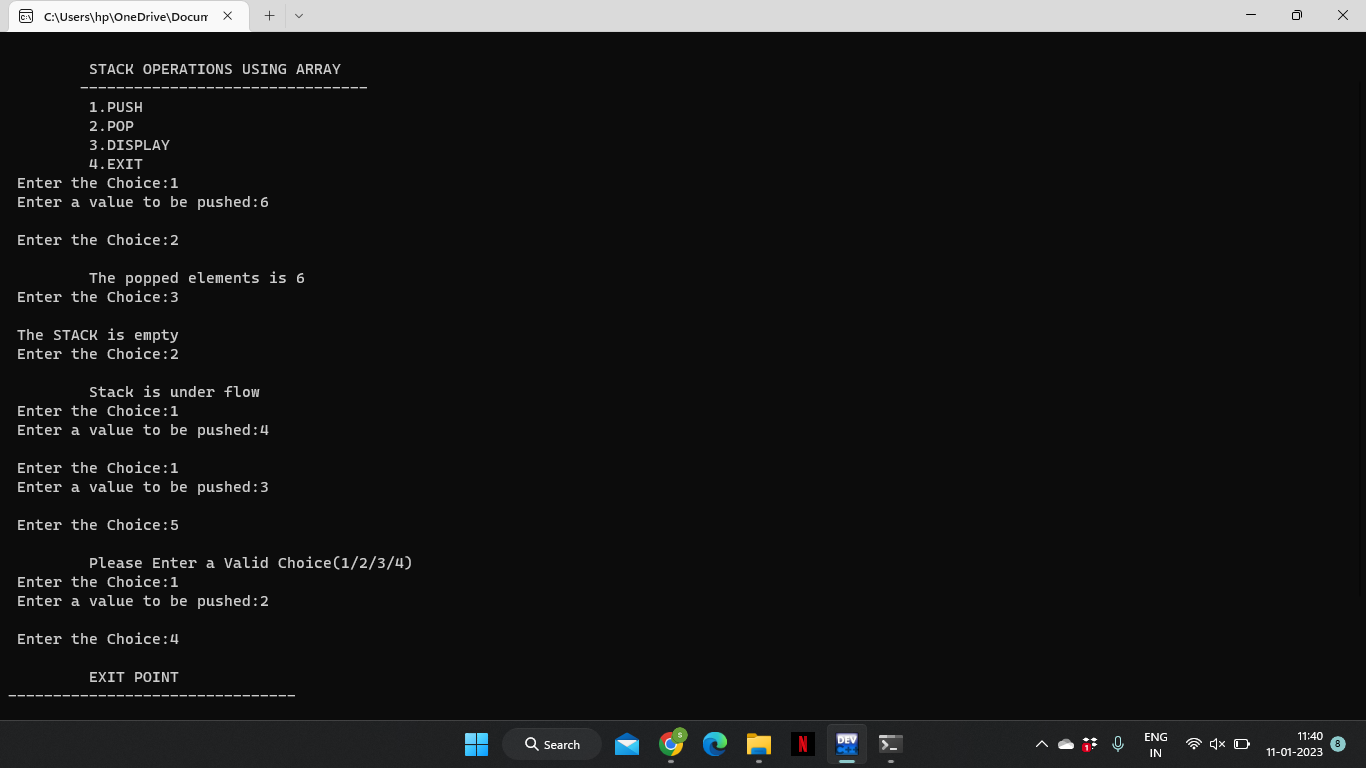 C:\Users\hp\OneDrive\Docum
STACK OPERATIONS USING ARRAY
--------------------------------
1.PUSH
2.POP
3.DISPLAY
4.EXIT
Enter the Choice:1
Enter a value to be pushed:6
Enter the Choice:2
The popped elements is 6
Enter the Choice:3
The STACK is empty
Enter the Choice:2
Stack is under flow
Enter the Choice:1
Enter a value to be pushed:4
Enter the Choice:1
Enter a value to be pushed:3
Enter the Choice:5
Please Enter a Valid Choice(1/2/3/4)
Enter the Choice:1
Enter a value to be pushed:2
Enter the Choice:4
EXIT POINT
--------------------------------
Search
S
N
DEV
1
ENG
IN
11:40
11-01-2023
8